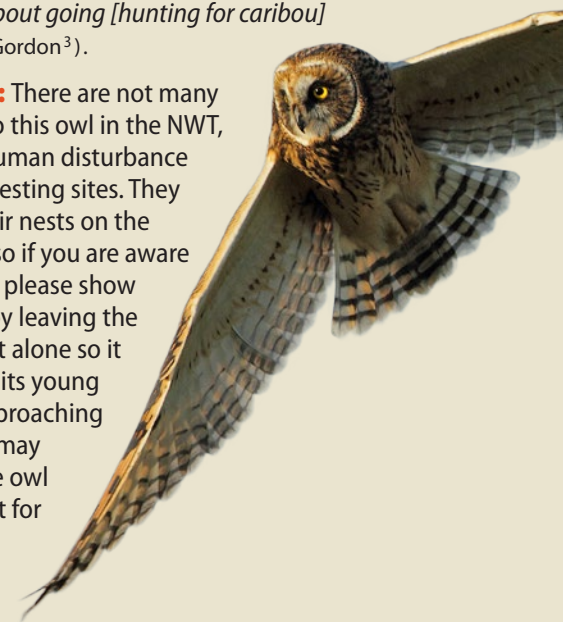 bout going [hunting for caribou]
Gordon³).
: There are not many
o this owl in the NWT,
uman disturbance
esting sites. They
ir nests on the
so if you are aware
please show
y leaving the
t alone so it
its young
proaching
may
e owl
t for